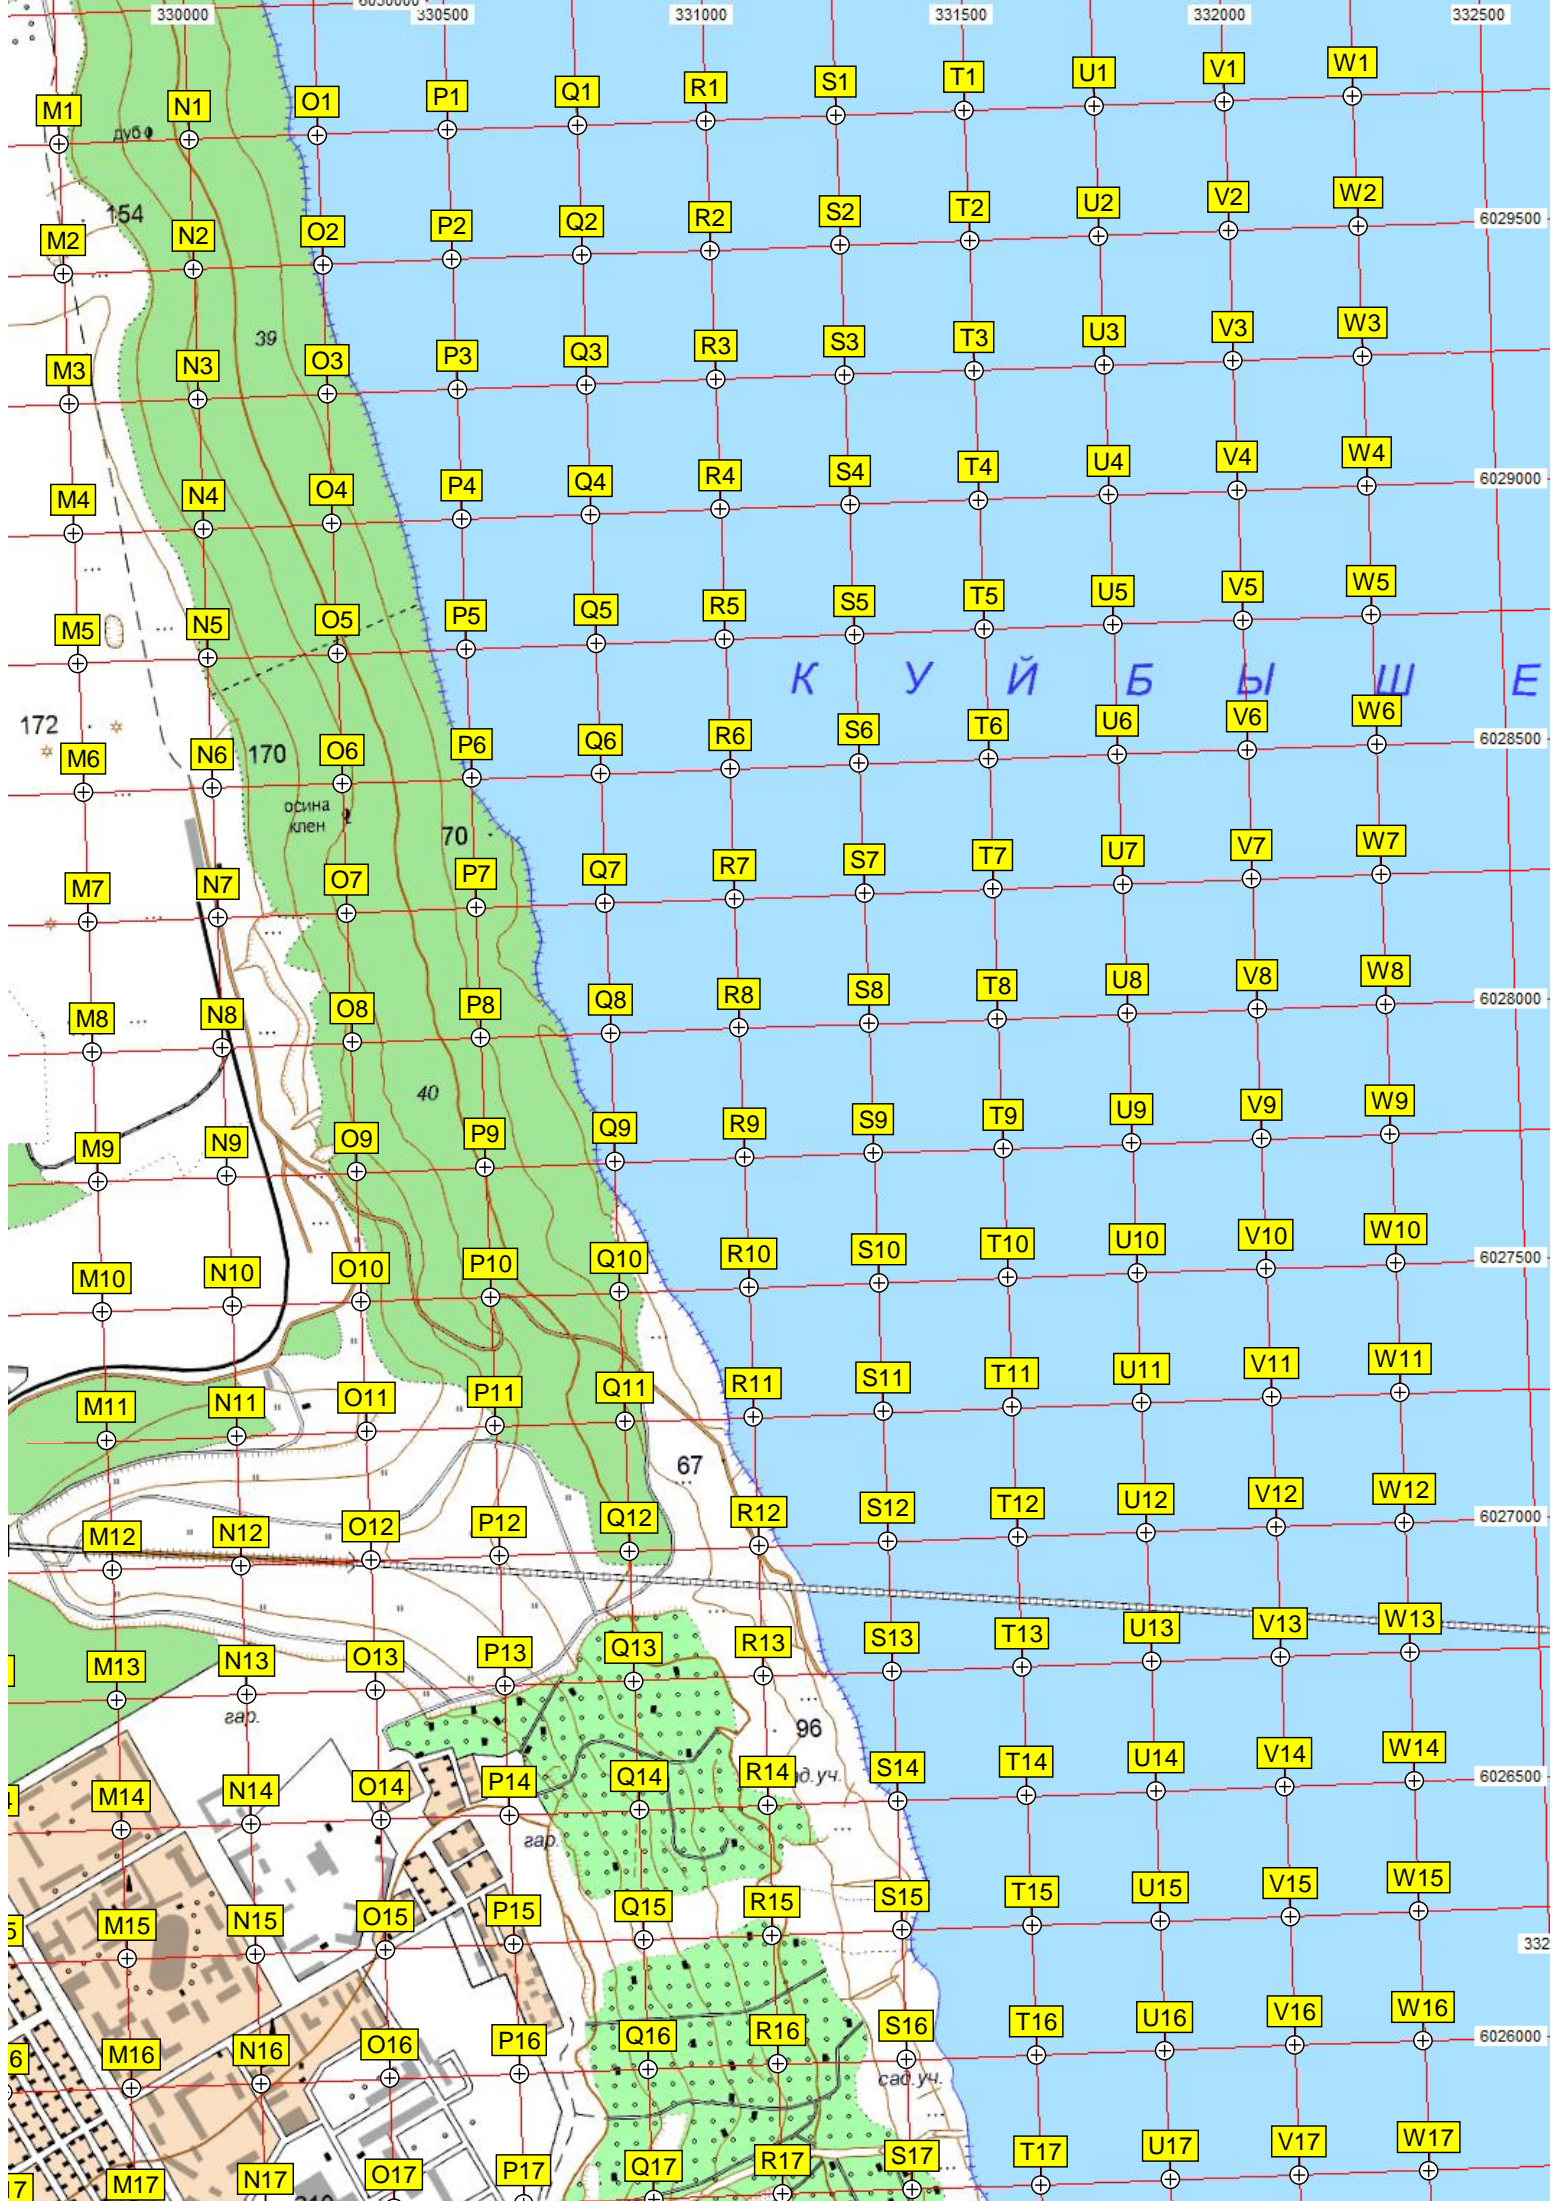 6030000
330000 330500 331000 331500 332000 332500
M1 N1 O1 P1 Q1 R1 S1 T1 U1 V1 W1
дуб
154
M2 N2 O2 P2 Q2 R2 S2 T2 U2 V2 W2
6029500
39
M3 N3 O3 P3 Q3 R3 S3 T3 U3 V3 W3
M4 N4 O4 P4 Q4 R4 S4 T4 U4 V4 W4
6029000
M5 N5 O5 P5 Q5 R5 S5 T5 U5 V5 W5
К У Й Б Ы Ш Е
172
170
M6 N6 O6 P6 Q6 R6 S6 T6 U6 V6 W6
6028500
осина
клен
70
M7 N7 O7 P7 Q7 R7 S7 T7 U7 V7 W7
M8 N8 O8 P8 Q8 R8 S8 T8 U8 V8 W8
6028000
40
M9 N9 O9 P9 Q9 R9 S9 T9 U9 V9 W9
M10 N10 O10 P10 Q10 R10 S10 T10 U10 V10 W10
6027500
M11 N11 O11 P11 Q11 R11 S11 T11 U11 V11 W11
67
M12 N12 O12 P12 Q12 R12 S12 T12 U12 V12 W12
6027000
M13 N13 O13 P13 Q13 R13 S13 T13 U13 V13 W13
гар.
96
4 M14 N14 O14 P14 Q14 R14 S14 T14 U14 V14 W14
д.уч.
6026500
гар.
5 M15 N15 O15 P15 Q15 R15 S15 T15 U15 V15 W15
332
6 M16 N16 O16 P16 Q16 R16 S16 T16 U16 V16 W16
6026000
сад.уч.
17 M17 N17 O17 P17 Q17 R17 S17 T17 U17 V17 W17